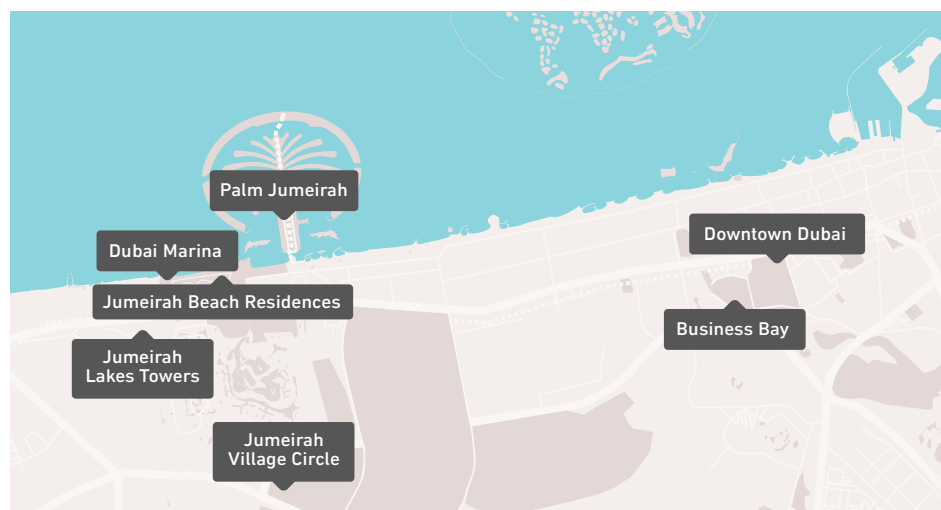 Palm Jumeirah
Dubai Marina
Downtown Dubai
Jumeirah Beach Residences
Business Bay
Jumeirah
Lakes Towers
Jumeirah
Village Circle